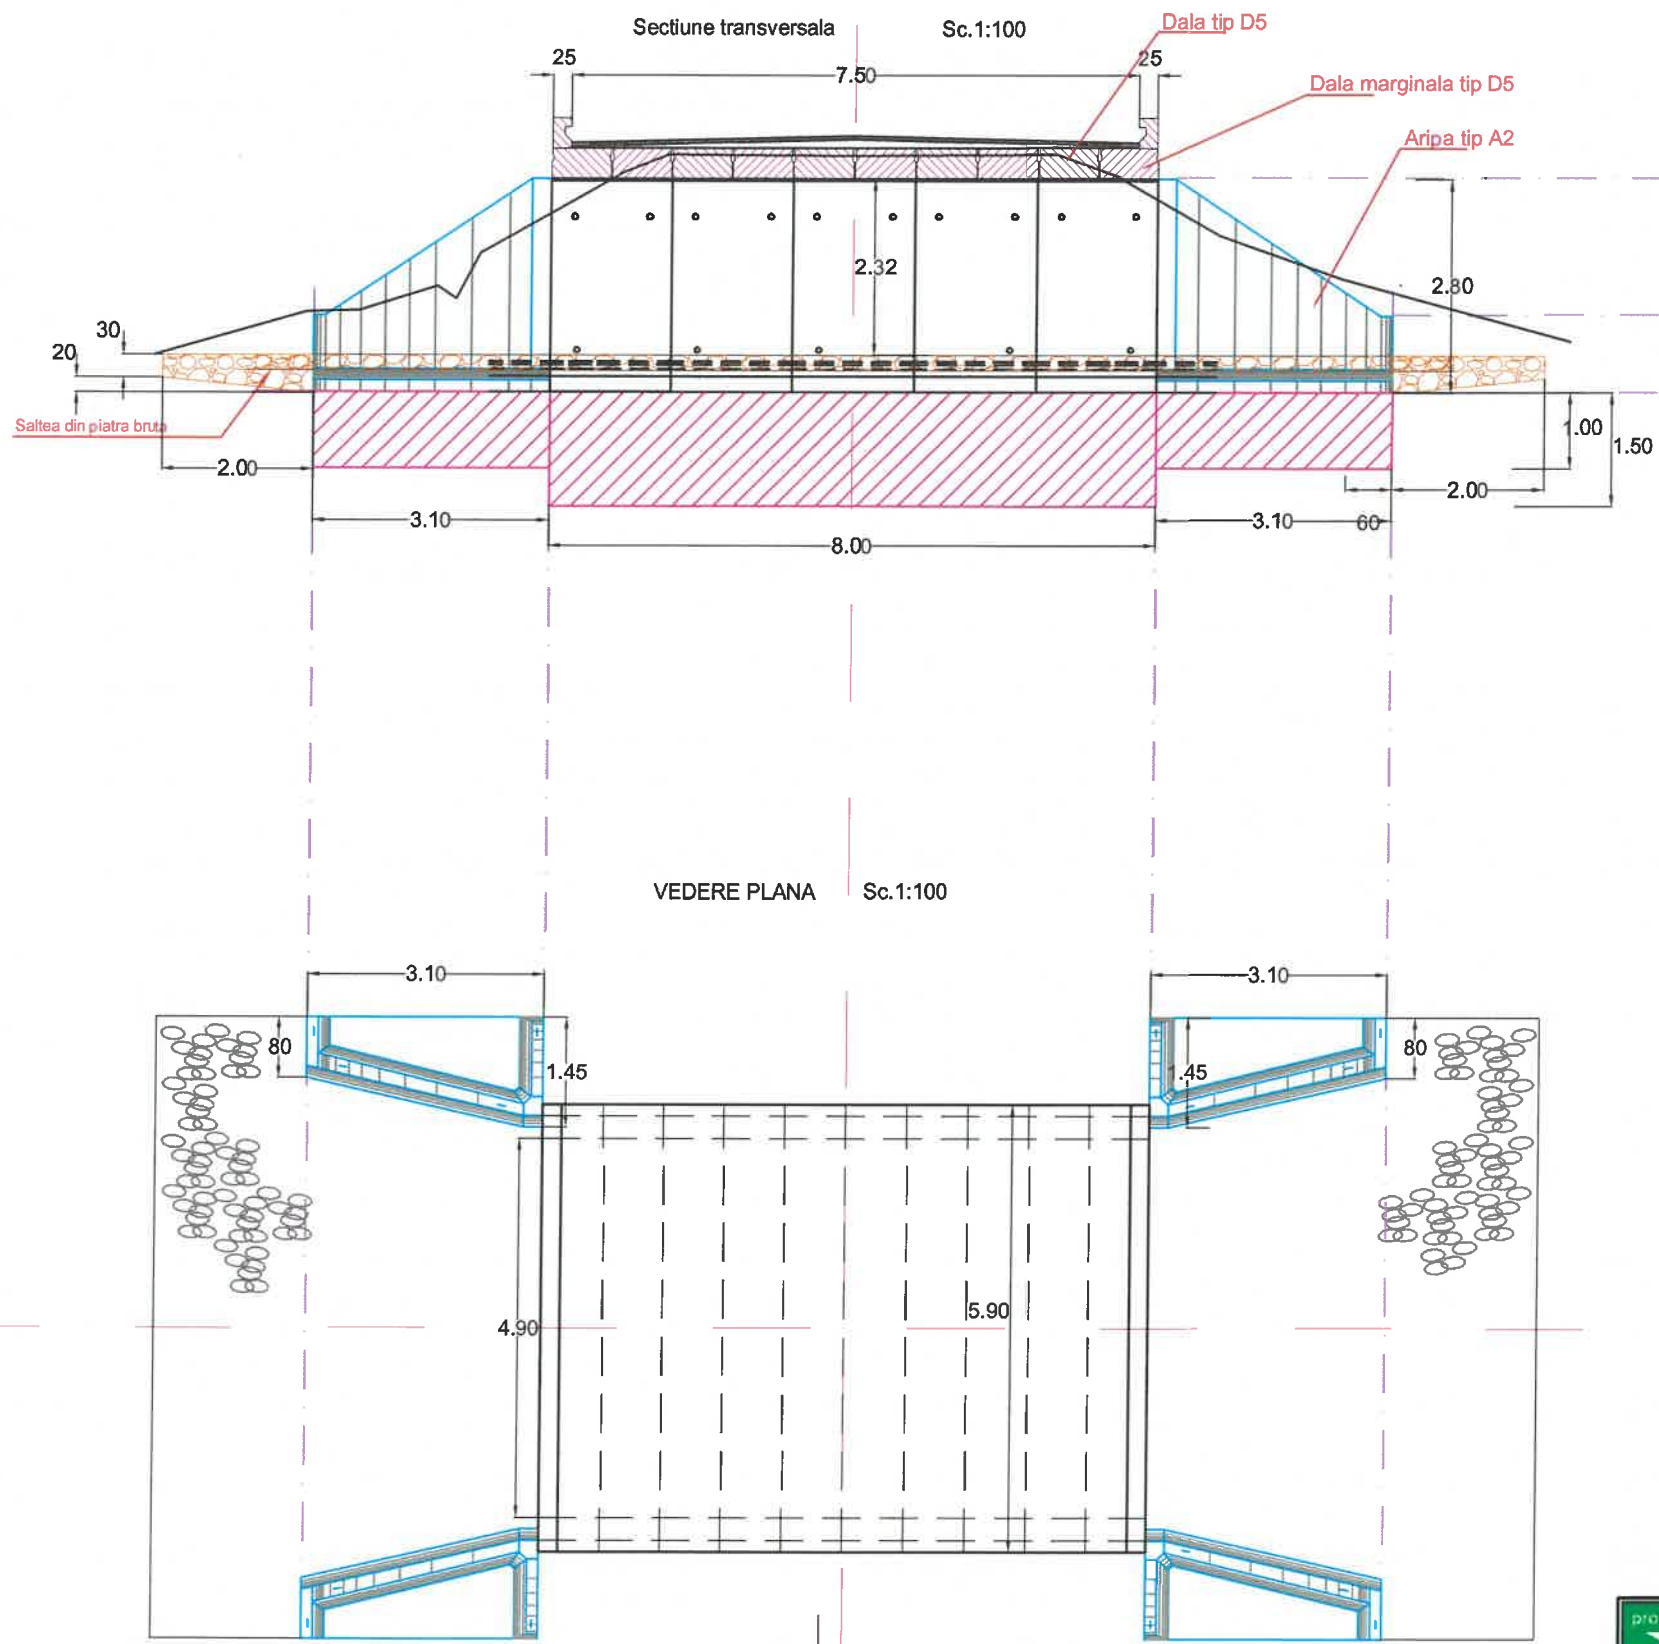 Sectiune transversala Sc.1:100
Dala tip D5
25 7.50 25
Dala marginala tip D5
Aripa tip A2
2.32
2.80
30
20
Saltea din piatra bruta
1.00
1.50
2.00 2.00
3.10 3.10 60
8.00
VEDERE PLANA Sc.1:100
3.10 3.10
80 80
1.45 1.45
5.90
4.90
pro